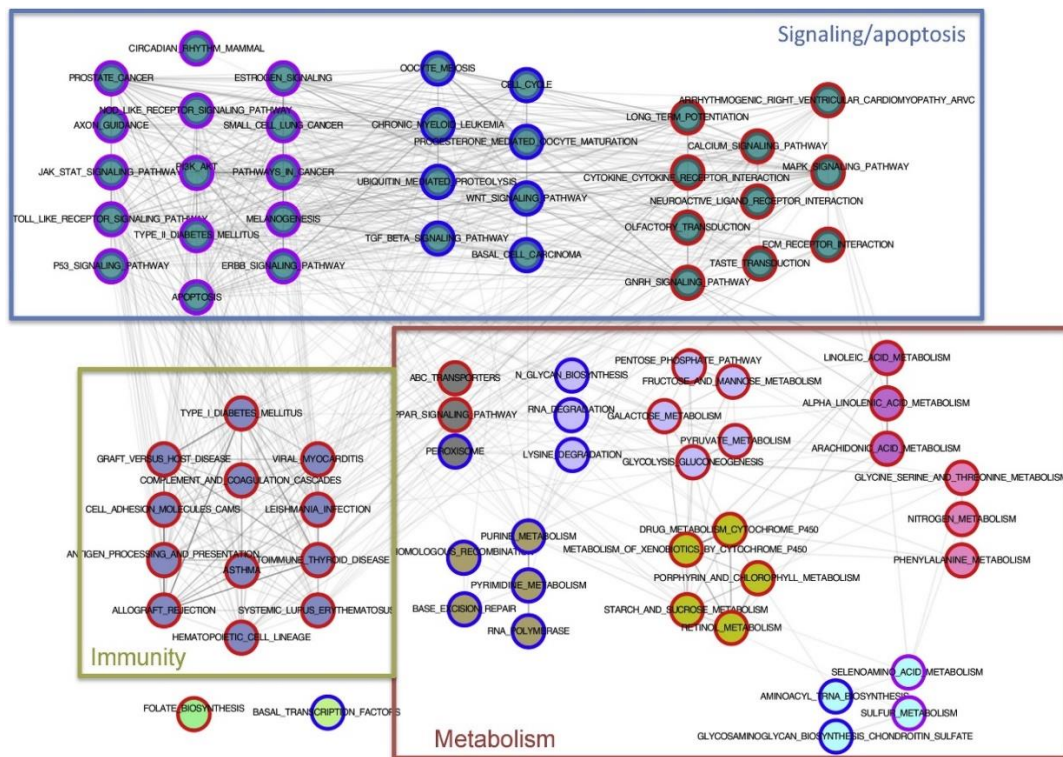 Signaling/apoptosis
CIRCADIAN_RHYTHM_MAMMAL
PROSTATE_CANCER
ESTROGEN_SIGNALING
NOD_LIKE_RECEPTOR_SIGNALING_PATHWAY
AXON_GUIDANCE
SMALL_CELL_LUNG_CANCER
JAK_STAT_SIGNALING_PATHWAY
PI3K_AKT
PATHWAYS_IN_CANCER
TOLL_LIKE_RECEPTOR_SIGNALING_PATHWAY
MELANOGENESIS
TYPE_II_DIABETES_MELLITUS
P53_SIGNALING_PATHWAY
ERBB_SIGNALING_PATHWAY
APOPTOSIS
OOCYTE_MEIOSIS
CELL_CYCLE
CHRONIC_MYELOID_LEUKEMIA
PROGESTERONE_MEDIATED_OOCYTE_MATURATION
UBIQUITIN_MEDIATED_PROTEOLYSIS
WNT_SIGNALING_PATHWAY
TGF_BETA_SIGNALING_PATHWAY
BASAL_CELL_CARCINOMA
ARRHYTHMOGENIC_RIGHT_VENTRICULAR_CARDIOMYOPATHY_ARVC
LONG_TERM_POTENTIATION
CALCIUM_SIGNALING_PATHWAY
MAPK_SIGNALING_PATHWAY
CYTOKINE_CYTOKINE_RECEPTOR_INTERACTION
NEUROACTIVE_LIGAND_RECEPTOR_INTERACTION
OLFACTORY_TRANSDUCTION
ECM_RECEPTOR_INTERACTION
TASTE_TRANSDUCTION
GNRH_SIGNALING_PATHWAY
TYPE_I_DIABETES_MELLITUS
GRAFT_VERSUS_HOST_DISEASE
VIRAL_MYOCARDITIS
COMPLEMENT_AND_COAGULATION_CASCADES
CELL_ADHESION_MOLECULES_CAMS
LEISHMANIA_INFECTION
ANTIGEN_PROCESSING_AND_PRESENTATION
TOIMMUNE_THYROID_DISEASE
ASTHMA
ALLOGRAFT_REJECTION
SYSTEMIC_LUPUS_ERYTHEMATOSUS
HEMATOPOIETIC_CELL_LINEAGE
Immunity
FOLATE_BIOSYNTHESIS
BASAL_TRANSCRIPTION_FACTORS
ABC_TRANSPORTERS
PPAR_SIGNALING_PATHWAY
PEROXISOME
N_GLYCAN_BIOSYNTHESIS
RNA_DEGRADATION
LYSINE_DEGRADATION
PENTOSE_PHOSPHATE_PATHWAY
FRUCTOSE_AND_MANNOSE_METABOLISM
GALACTOSE_METABOLISM
PYRUVATE_METABOLISM
GLYCOLYSIS_GLUCONEOGENESIS
LINOLEIC_ACID_METABOLISM
ALPHA_LINOLENIC_ACID_METABOLISM
ARACHIDONIC_ACID_METABOLISM
GLYCINE_SERINE_AND_THREONINE_METABOLISM
NITROGEN_METABOLISM
PHENYLALANINE_METABOLISM
PURINE_METABOLISM
HOMOLOGOUS_RECOMBINATION
PYRIMIDINE_METABOLISM
BASE_EXCISION_REPAIR
RNA_POLYMERASE
DRUG_METABOLISM_CYTOCHROME_P450
METABOLISM_OF_XENOBIOTICS_BY_CYTOCHROME_P450
PORPHYRIN_AND_CHLOROPHYLL_METABOLISM
STARCH_AND_SUCROSE_METABOLISM
RETINOL_METABOLISM
SELENOAMINO_ACID_METABOLISM
AMINOACYL_TRNA_BIOSYNTHESIS
SULFUR_METABOLISM
GLYCOSAMINOGLYCAN_BIOSYNTHESIS_CHONDROITIN_SULFATE
Metabolism